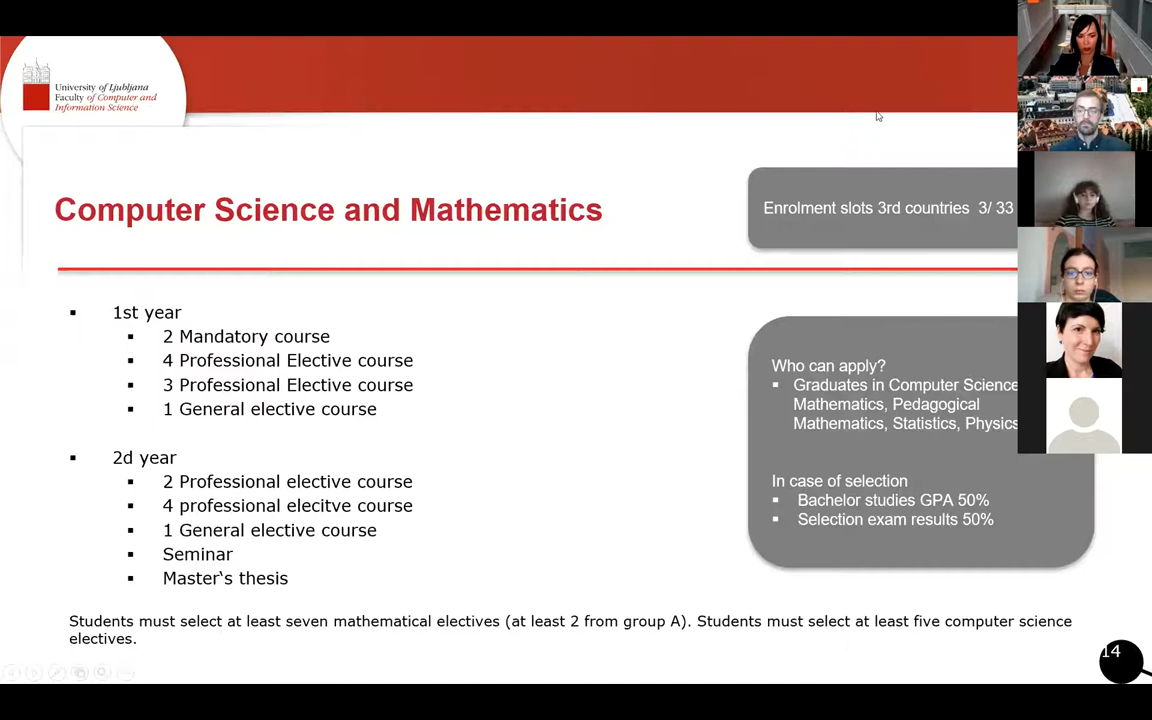 University of Ljubljana
Faculty of Computer and
Information Science
Computer Science and Mathematics
Enrolment slots 3rd countries 3/ 33
▪ 1st year
▪ 2 Mandatory course
▪ 4 Professional Elective course
▪ 3 Professional Elective course
▪ 1 General elective course
▪ 2d year
▪ 2 Professional elective course
▪ 4 professional elecitve course
▪ 1 General elective course
▪ Seminar
▪ Master‘s thesis
Who can apply?
▪ Graduates in Computer Science
Mathematics, Pedagogical
Mathematics, Statistics, Physics
In case of selection
▪ Bachelor studies GPA 50%
▪ Selection exam results 50%
Students must select at least seven mathematical electives (at least 2 from group A). Students must select at least five computer science
electives.
14